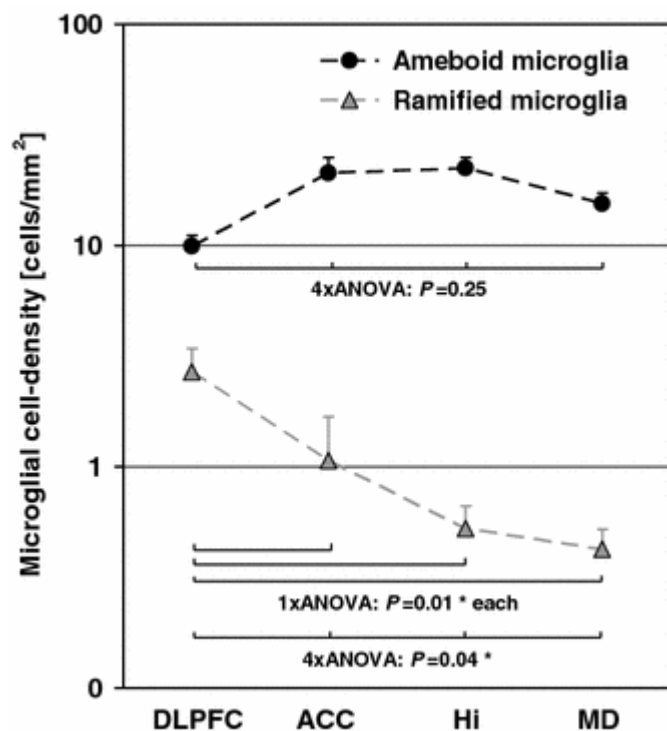 100
Ameboid microglia
Ramified microglia
Microglial cell-density [cells/mm²]
10
4xANOVA: P=0.25
1
1xANOVA: P=0.01 * each
4xANOVA: P=0.04 *
0
DLPFC ACC Hi MD